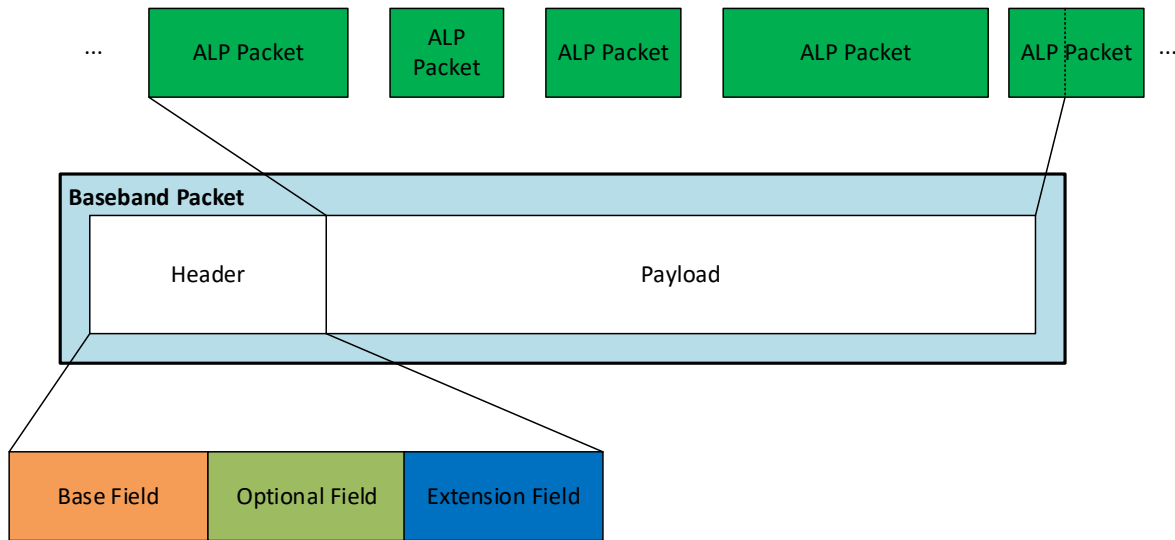 ...
ALP Packet
ALP
Packet
ALP Packet
ALP Packet
ALP Packet
...
Baseband Packet
Header
Payload
Base Field
Optional Field
Extension Field